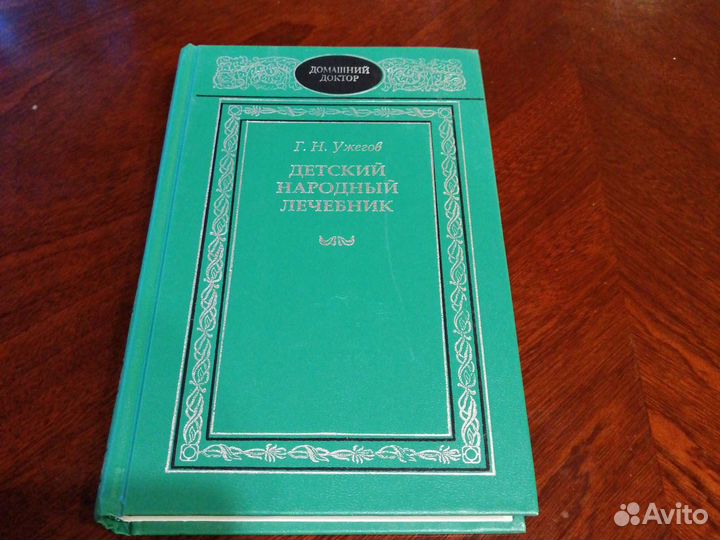 ДОМАШНИЙ
ДОКТОР
Г. Н. Ужегов
ДЕТСКИЙ
НАРОДНЫЙ
ЛЕЧЕБНИК
Avito